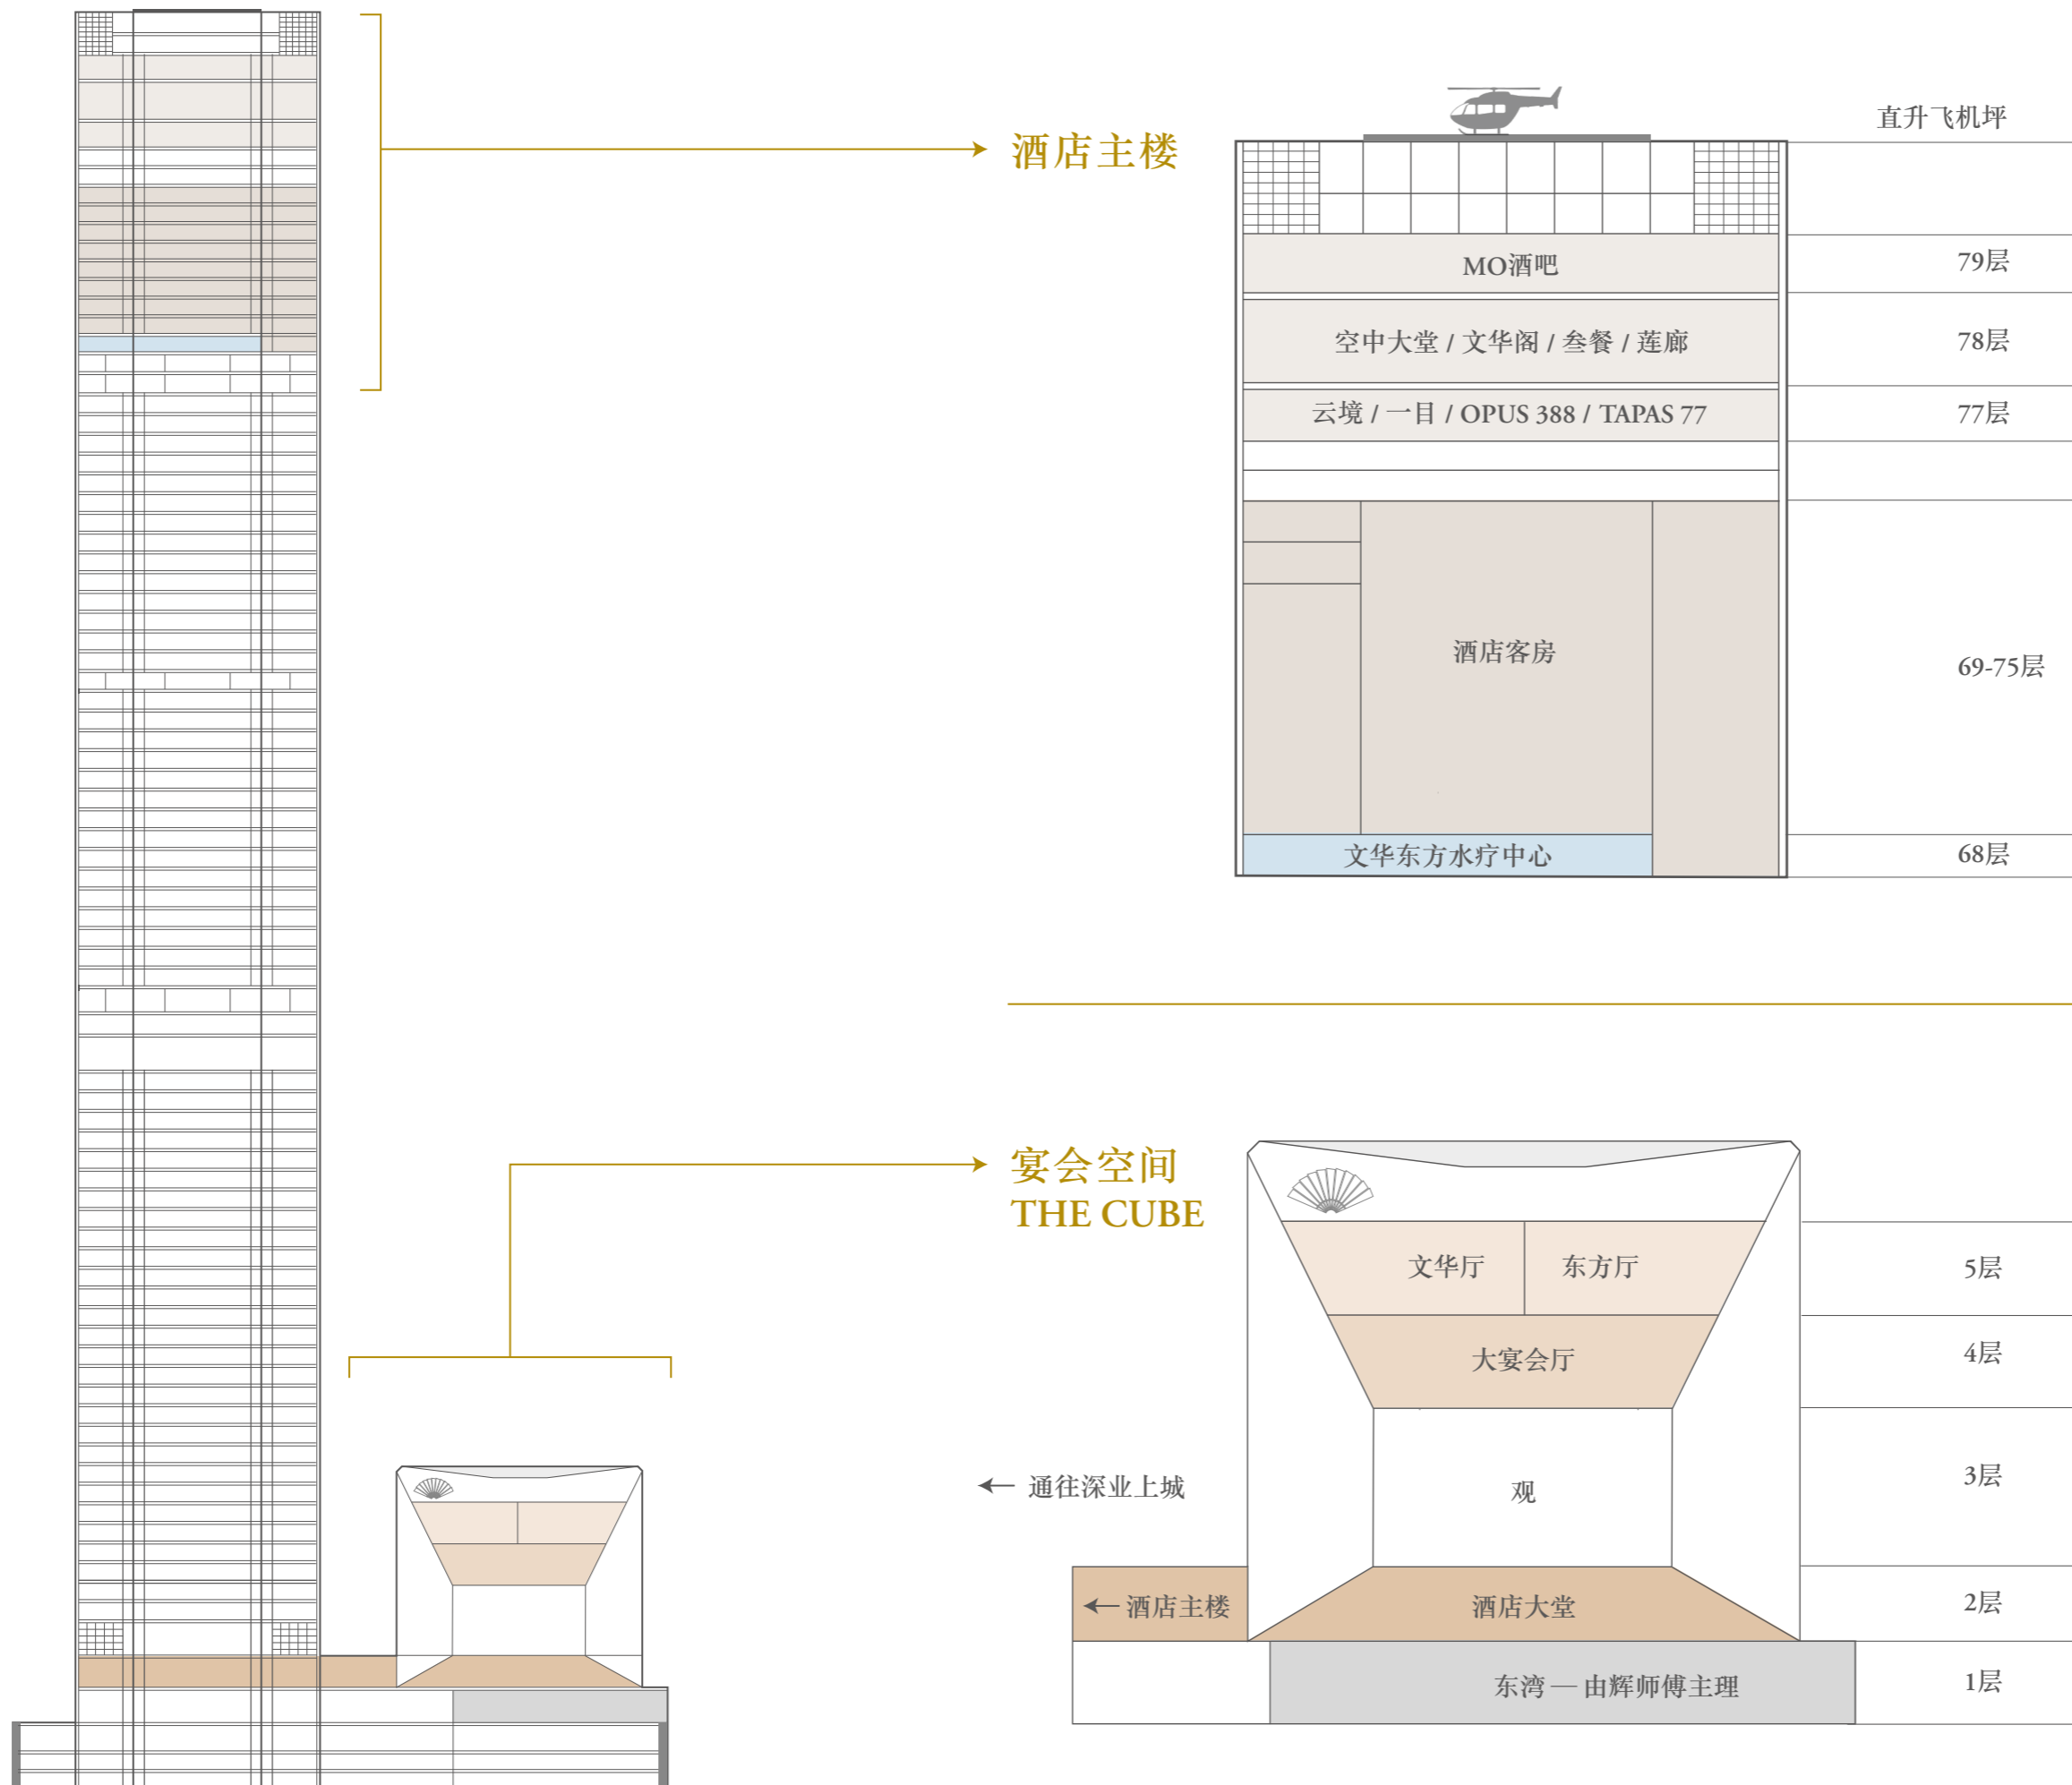 酒店主楼
直升飞机坪
MO酒吧
79层
空中大堂 / 文华阁 / 叁餐 / 莲廊
78层
云境 / 一目 / OPUS 388 / TAPAS 77
77层
酒店客房
69-75层
文华东方水疗中心
68层
宴会空间
THE CUBE
文华厅
东方厅
5层
大宴会厅
4层
← 通往深业上城
观
3层
← 酒店主楼
酒店大堂
2层
东湾 — 由辉师傅主理
1层